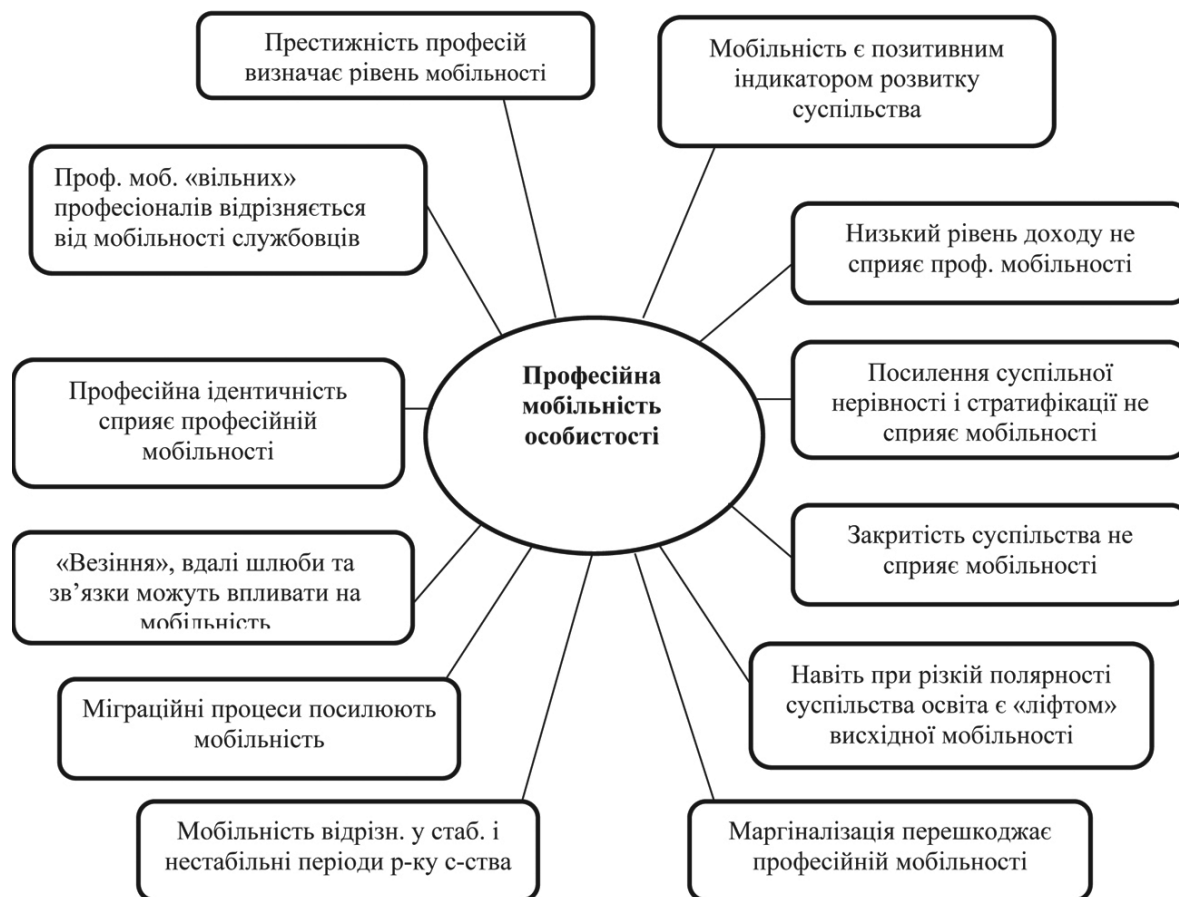 Престижність професій
визначає рівень мобільності
Мобільність є позитивним
індикатором розвитку
суспільства
Проф. моб. «вільних»
професіоналів відрізняється
від мобільності службовців
Низький рівень доходу не
сприяє проф. мобільності
Професійна
мобільність
особистості
Професійна ідентичність
сприяє професійній
мобільності
Посилення суспільної
нерівності і стратифікації не
сприяє мобільності
«Везіння», вдалі шлюби та
зв’язки можуть впливати на
мобільність
Закритість суспільства не
сприяє мобільності
Міграційні процеси посилюють
мобільність
Навіть при різкій полярності
суспільства освіта є «ліфтом»
висхідної мобільності
Мобільність відрізн. у стаб. і
нестабільні періоди р-ку с-ства
Маргіналізація перешкоджає
професійній мобільності